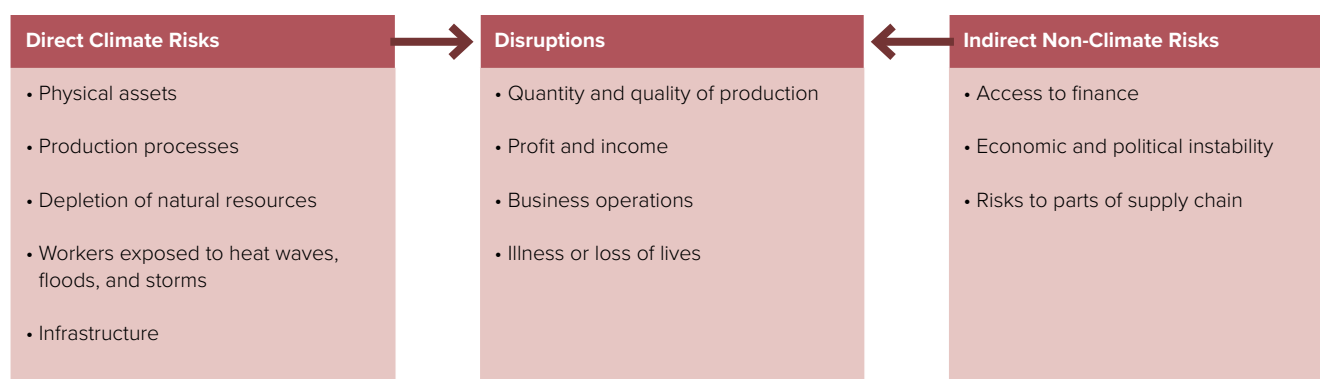 Direct Climate Risks
• Physical assets
• Production processes
• Depletion of natural resources
• Workers exposed to heat waves,
floods, and storms
• Infrastructure
Disruptions
• Quantity and quality of production
• Profit and income
• Business operations
• Illness or loss of lives
Indirect Non-Climate Risks
• Access to finance
• Economic and political instability
• Risks to parts of supply chain